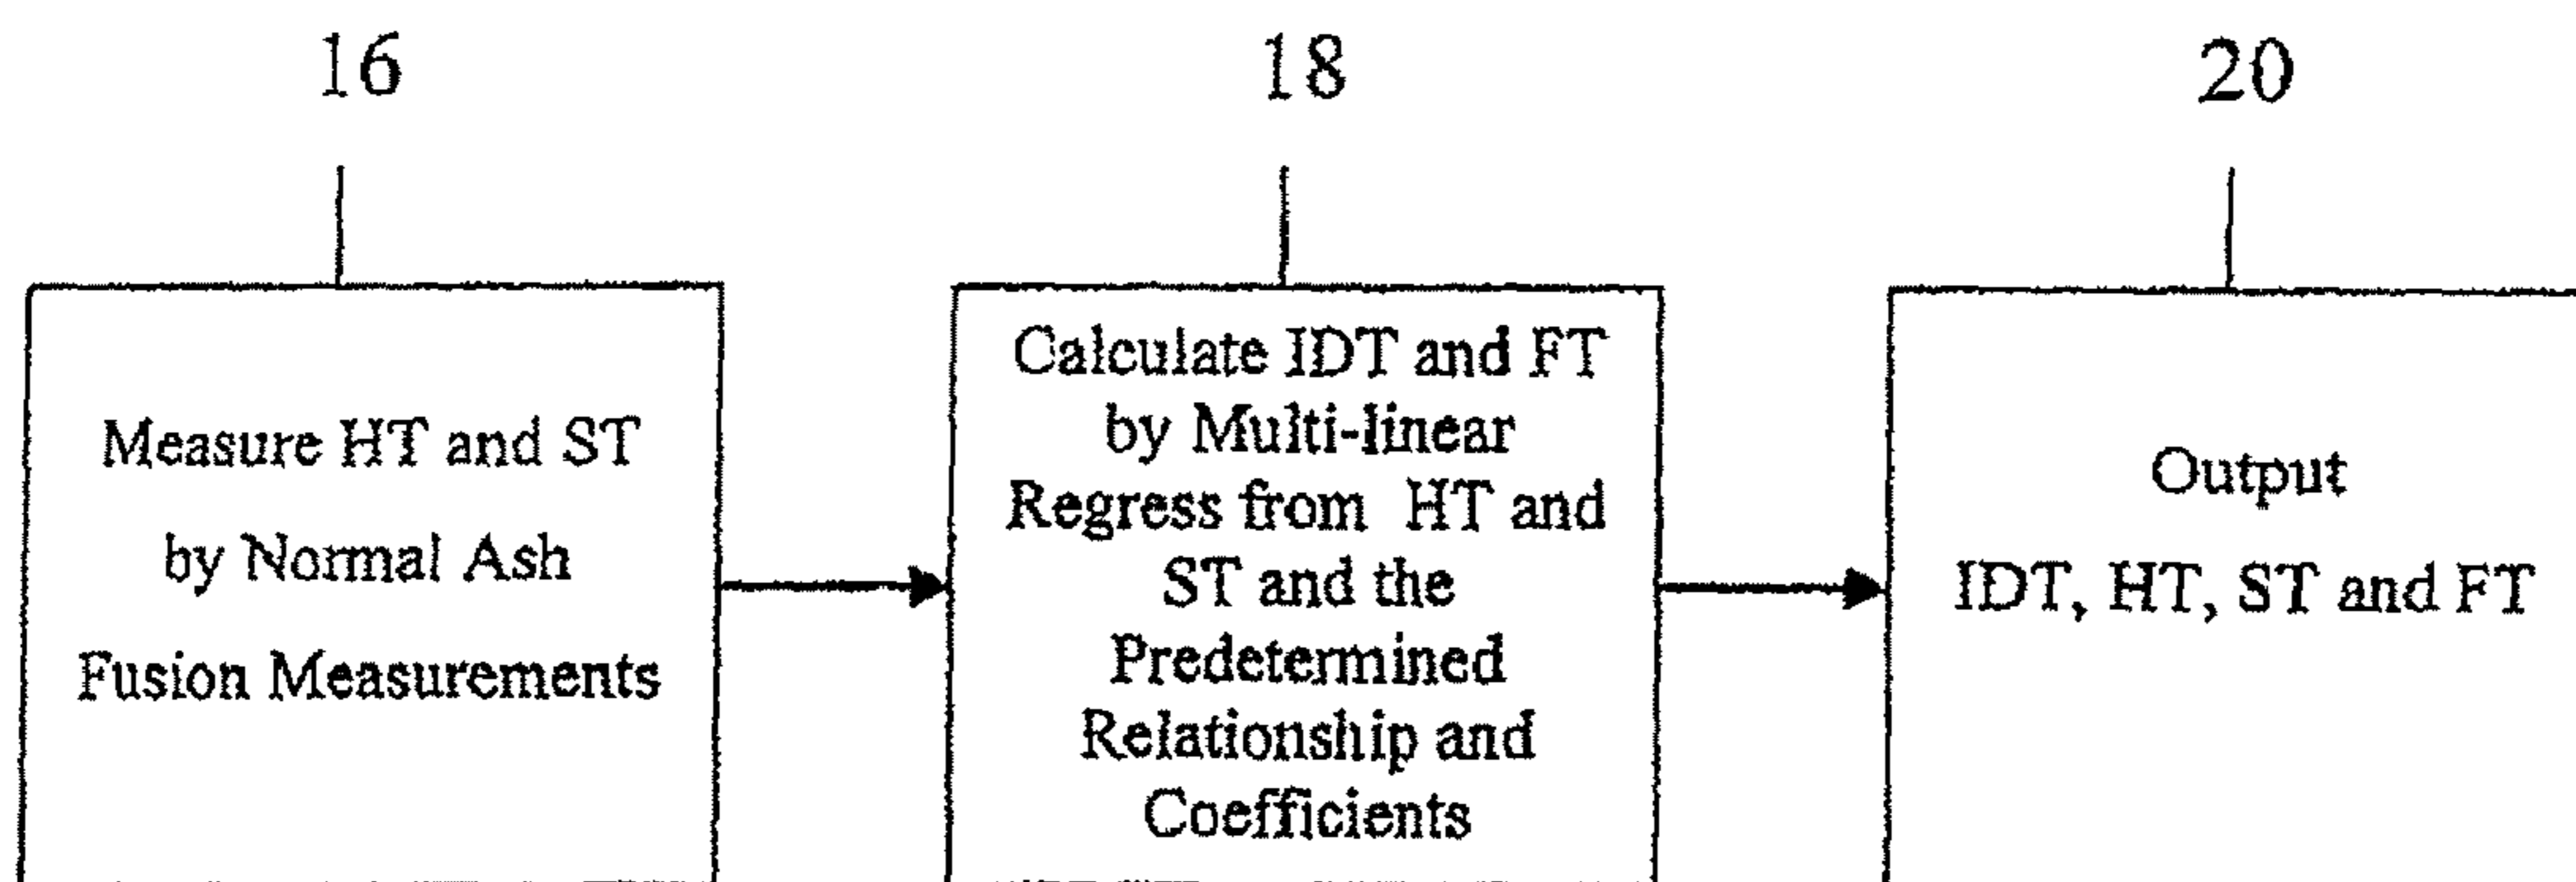 16
18
20
Measure HT and ST
by Normal Ash
Fusion Measurements
Calculate IDT and FT
by Multi-linear
Regress from HT and
ST and the
Predetermined
Relationship and
Coefficients
Output
IDT, HT, ST and FT